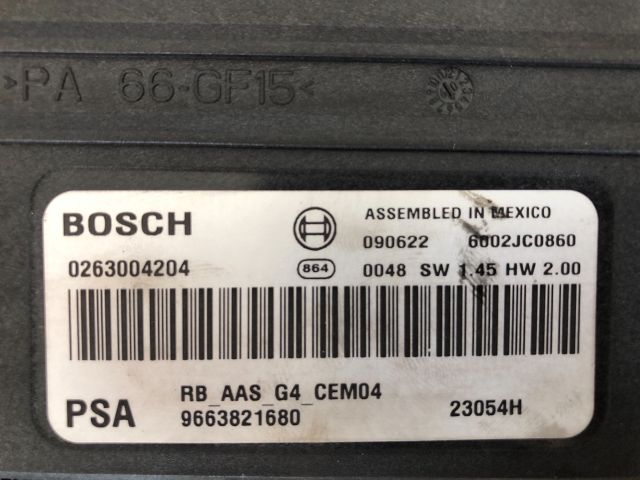 >PA 66-GF15<
BOSCH
ASSEMBLED IN MEXICO
090622 6002JC0860
0263004204
864
0048 SW 1.45 HW 2.00
RB_AAS_G4_CEM04
PSA
9663821680
23054H